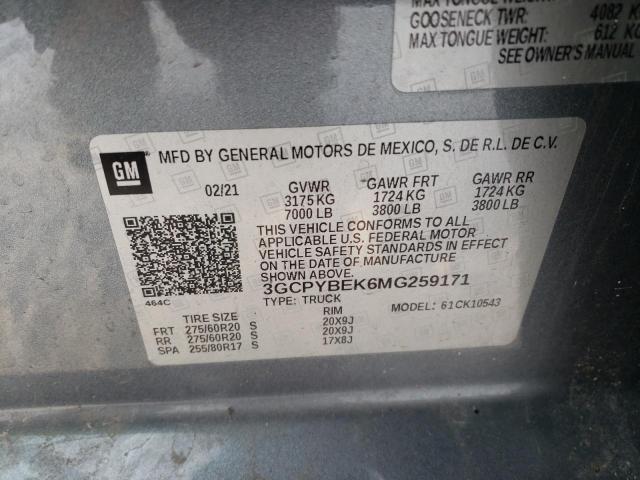 MAX TONGUE WEIGHT:
GOOSENECK TWR: 4082 K
MAX TONGUE WEIGHT: 612 KG
SEE OWNER'S MANUAL
GM MFD BY GENERAL MOTORS DE MEXICO, S. DE R.L. DE C.V.
02/21 GVWR GAWR FRT GAWR RR
3175 KG 1724 KG 1724 KG
7000 LB 3800 LB 3800 LB
THIS VEHICLE CONFORMS TO ALL
APPLICABLE U.S. FEDERAL MOTOR
VEHICLE SAFETY STANDARDS IN EFFECT
ON THE DATE OF MANUFACTURE
SHOWN ABOVE.
464C 3GCPYBEK6MG259171
TYPE: TRUCK MODEL: 61CK10543
TIRE SIZE RIM
FRT 275/60R20 S 20X9J
RR 275/60R20 S 20X9J
SPA 255/80R17 S 17X8J